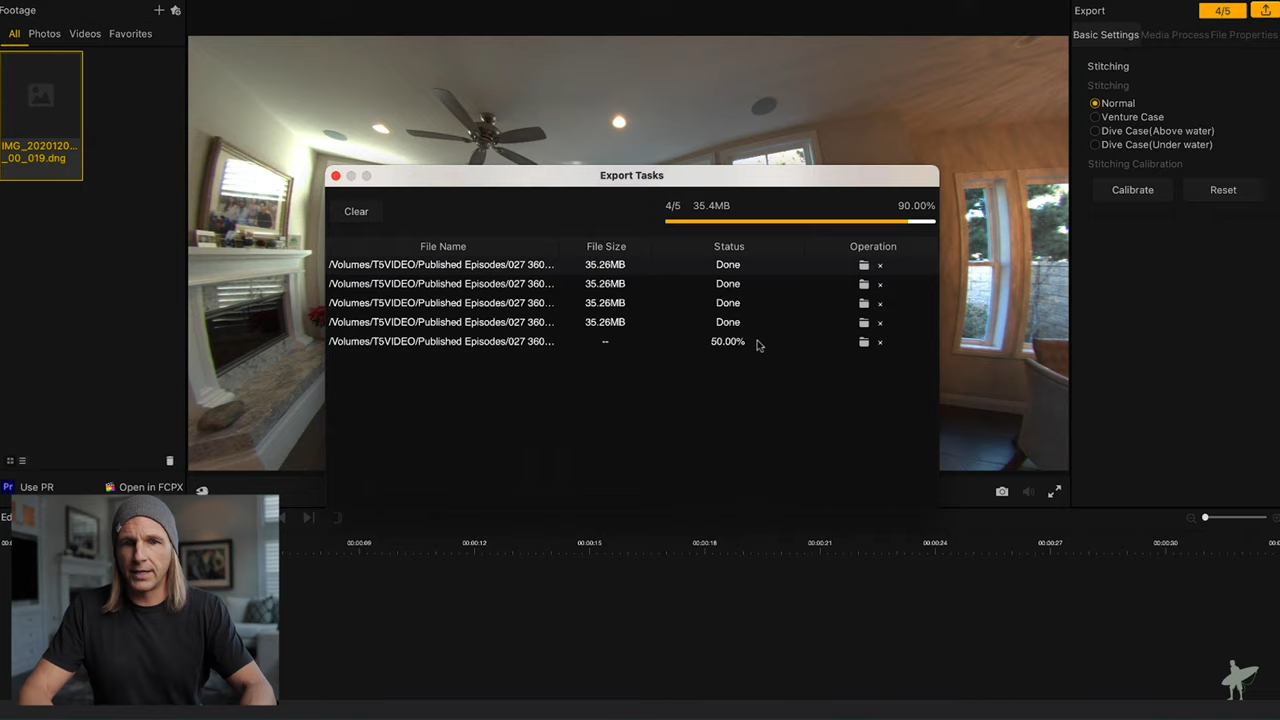 Footage
Export
4/5
All Photos Videos Favorites
Basic Settings Media Process File Properties
Stitching
Stitching
Normal
Venture Case
Dive Case(Above water)
Dive Case(Under water)
Stitching Calibration
Calibrate Reset
IMG_2020120...
_00_019.dng
Export Tasks
Clear
4/5 35.4MB 90.00%
File Name File Size Status Operation
/Volumes/T5VIDEO/Published Episodes/027 360... 35.26MB Done
/Volumes/T5VIDEO/Published Episodes/027 360... 35.26MB Done
/Volumes/T5VIDEO/Published Episodes/027 360... 35.26MB Done
/Volumes/T5VIDEO/Published Episodes/027 360... 35.26MB Done
/Volumes/T5VIDEO/Published Episodes/027 360... -- 50.00%
Pr Use PR Open in FCPX
00:00:09 00:00:12 00:00:15 00:00:18 00:00:21 00:00:24 00:00:27 00:00:30